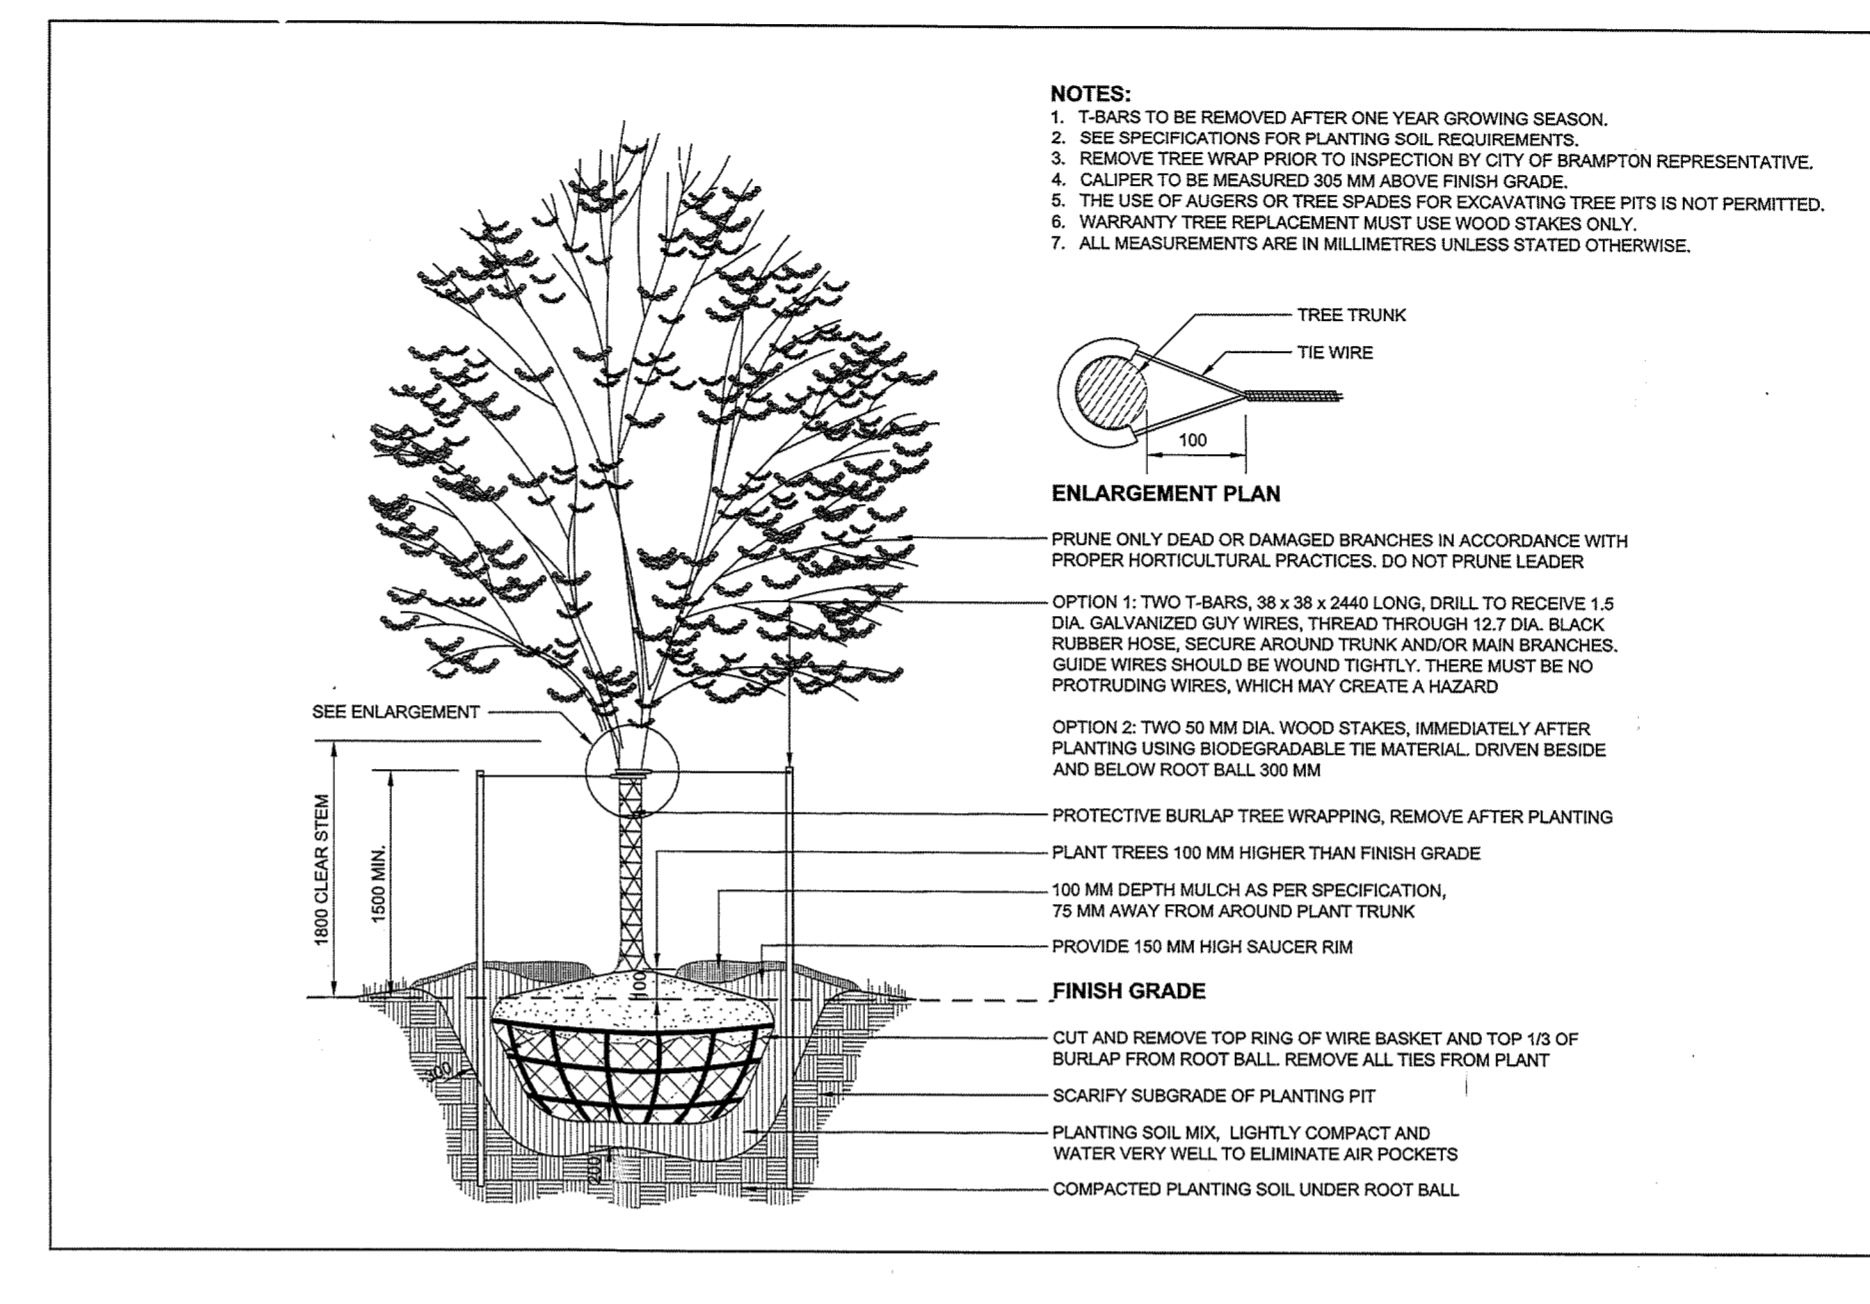 NOTES:
1. T-BARS TO BE REMOVED AFTER ONE YEAR GROWING SEASON.
2. SEE SPECIFICATIONS FOR PLANTING SOIL REQUIREMENTS.
3. REMOVE TREE WRAP PRIOR TO INSPECTION BY CITY OF BRAMPTON REPRESENTATIVE.
4. CALIPER TO BE MEASURED 305 MM ABOVE FINISH GRADE.
5. THE USE OF AUGERS OR TREE SPADES FOR EXCAVATING TREE PITS IS NOT PERMITTED.
6. WARRANTY TREE REPLACEMENT MUST USE WOOD STAKES ONLY.
7. ALL MEASUREMENTS ARE IN MILLIMETRES UNLESS STATED OTHERWISE.
TREE TRUNK
TIE WIRE
100
ENLARGEMENT PLAN
PRUNE ONLY DEAD OR DAMAGED BRANCHES IN ACCORDANCE WITH
PROPER HORTICULTURAL PRACTICES. DO NOT PRUNE LEADER
OPTION 1: TWO T-BARS, 38 x 38 x 2440 LONG, DRILL TO RECEIVE 1.5
DIA. GALVANIZED GUY WIRES, THREAD THROUGH 12.7 DIA. BLACK
RUBBER HOSE, SECURE AROUND TRUNK AND/OR MAIN BRANCHES.
GUIDE WIRES SHOULD BE WOUND TIGHTLY. THERE MUST BE NO
PROTRUDING WIRES, WHICH MAY CREATE A HAZARD
SEE ENLARGEMENT
OPTION 2: TWO 50 MM DIA. WOOD STAKES, IMMEDIATELY AFTER
PLANTING USING BIODEGRADABLE TIE MATERIAL. DRIVEN BESIDE
AND BELOW ROOT BALL 300 MM
1800 CLEAR STEM
1500 MIN.
PROTECTIVE BURLAP TREE WRAPPING, REMOVE AFTER PLANTING
PLANT TREES 100 MM HIGHER THAN FINISH GRADE
100 MM DEPTH MULCH AS PER SPECIFICATION,
75 MM AWAY FROM AROUND PLANT TRUNK
PROVIDE 150 MM HIGH SAUCER RIM
100
FINISH GRADE
CUT AND REMOVE TOP RING OF WIRE BASKET AND TOP 1/3 OF
BURLAP FROM ROOT BALL. REMOVE ALL TIES FROM PLANT
300
SCARIFY SUBGRADE OF PLANTING PIT
PLANTING SOIL MIX, LIGHTLY COMPACT AND
WATER VERY WELL TO ELIMINATE AIR POCKETS
200
COMPACTED PLANTING SOIL UNDER ROOT BALL